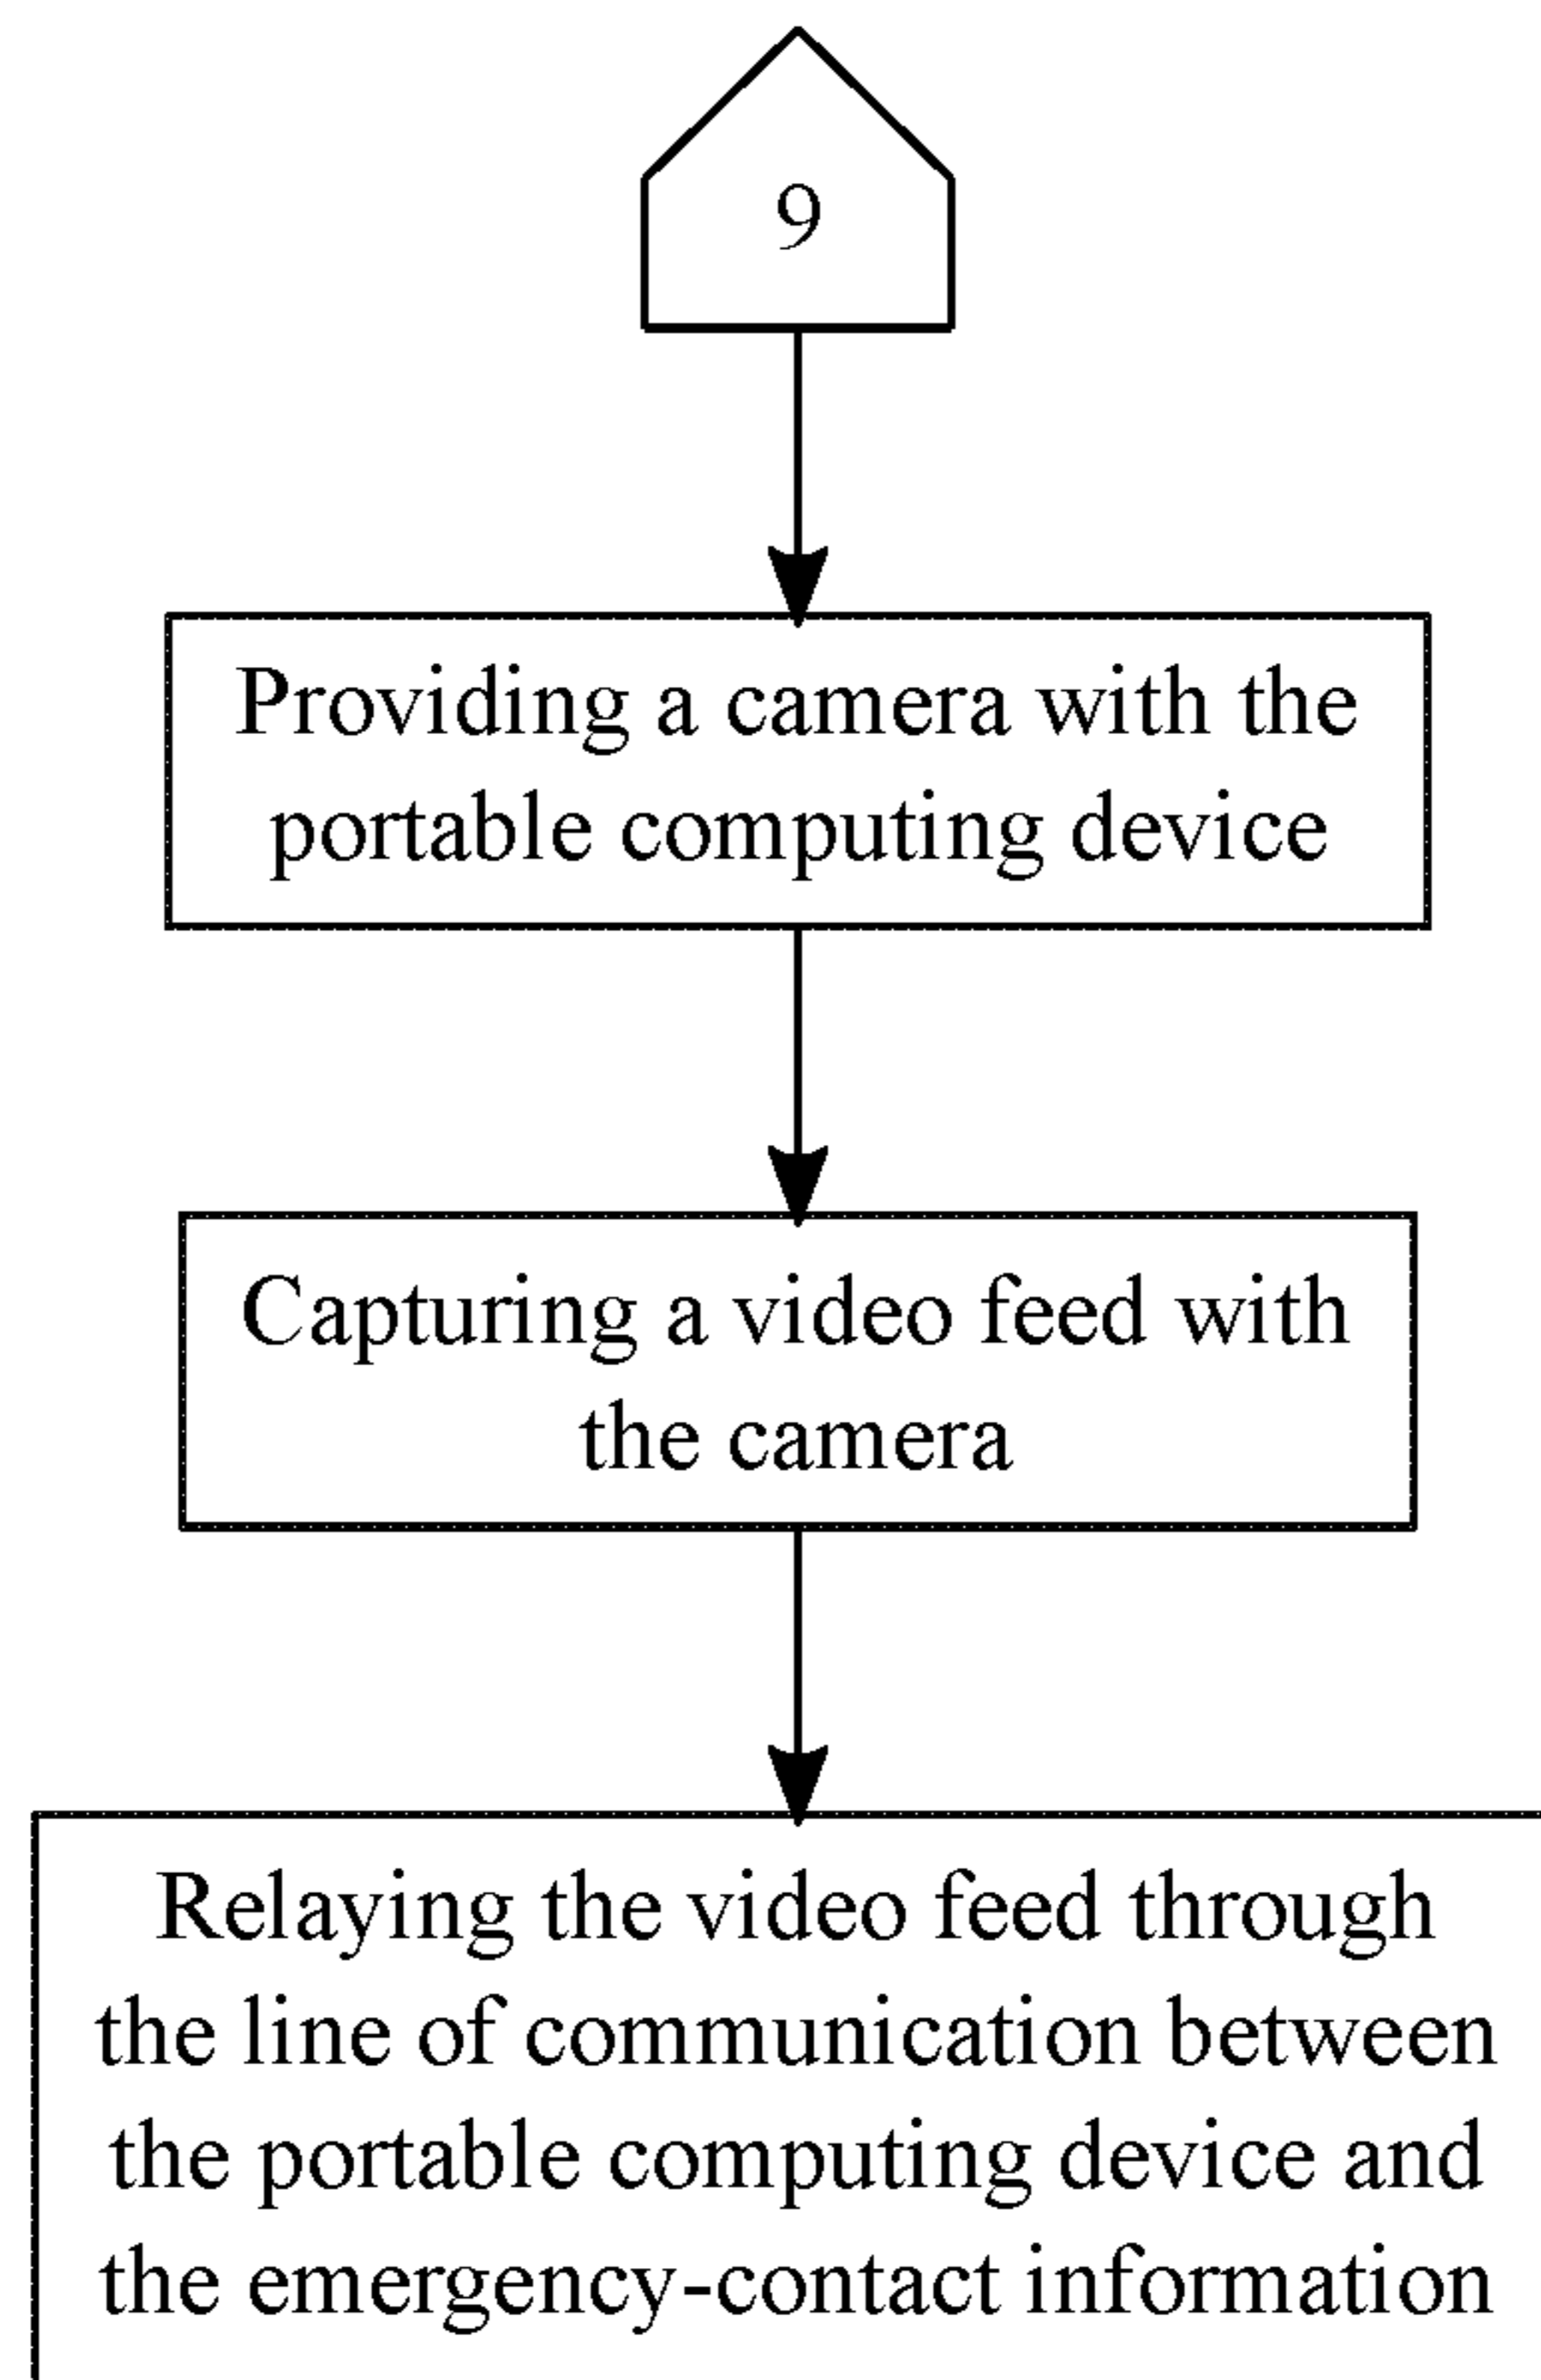 9
Providing a camera with the
portable computing device
Capturing a video feed with
the camera
Relaying the video feed through
the line of communication between
the portable computing device and
the emergency-contact information